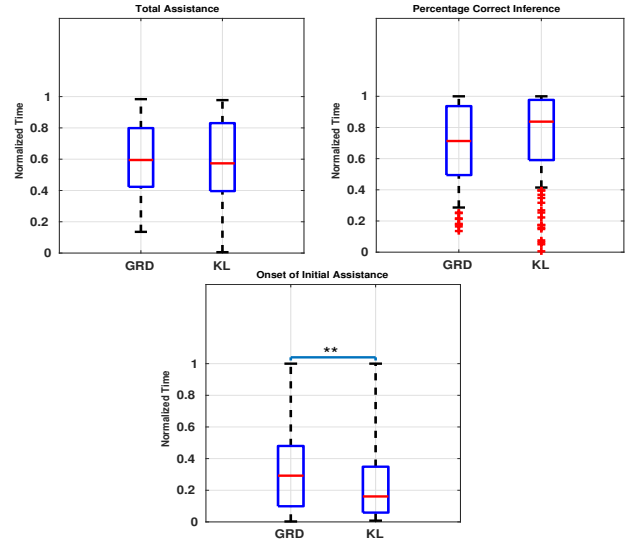 Total Assistance
Normalized Time
1
0.8
0.6
0.4
0.2
0
GRD KL
Percentage Correct Inference
Normalized Time
1
0.8
0.6
0.4
0.2
0
GRD KL
Onset of Initial Assistance
Normalized Time
**
1
0.8
0.6
0.4
0.2
0
GRD KL